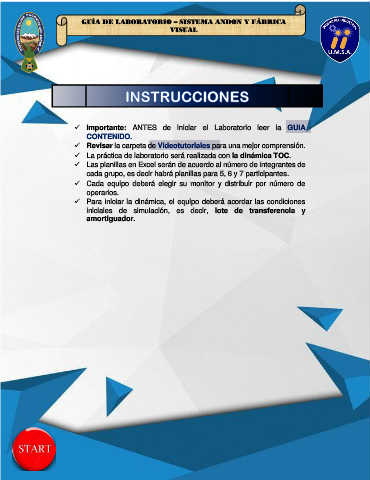 GUÍA DE LABORATORIO – SISTEMA ANDON Y FÁBRICA
VISUAL
U.M.S.A.
INSTRUCCIONES
✓ Importante: ANTES de iniciar el Laboratorio leer la GUIA
CONTENIDO.
✓ Revisar la carpeta de Videotutoriales para una mejor comprensión.
✓ La práctica de laboratorio será realizada con la dinámica TOC.
✓ Las planillas en Excel serán de acuerdo al número de integrantes de
cada grupo, es decir habrá planillas para 5, 6 y 7 participantes.
✓ Cada equipo deberá elegir su monitor y distribuir por número de
operarios.
✓ Para iniciar la dinámica, el equipo deberá acordar las condiciones
iniciales de simulación, es decir, lote de transferencia y
amortiguador.
START